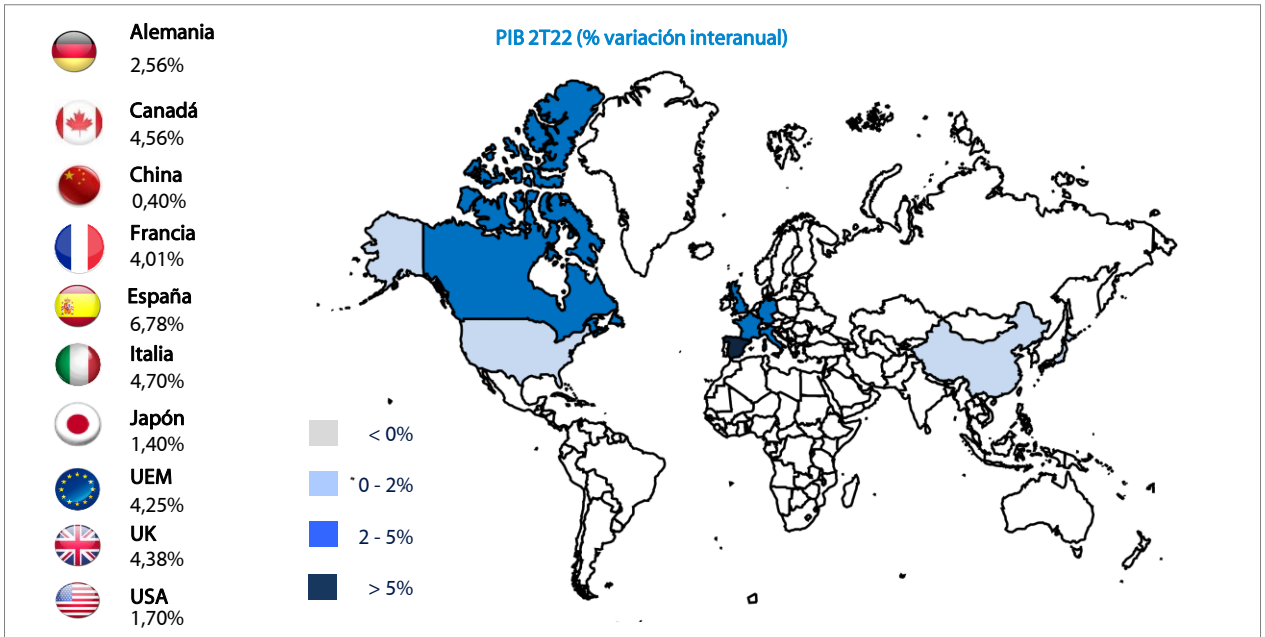 PIB 2T22 (% variación interanual)
Alemania
2,56%
Canadá
4,56%
China
0,40%
Francia
4,01%
España
6,78%
Italia
4,70%
Japón
1,40%
UEM
4,25%
UK
4,38%
USA
1,70%
< 0%
0 - 2%
2 - 5%
> 5%